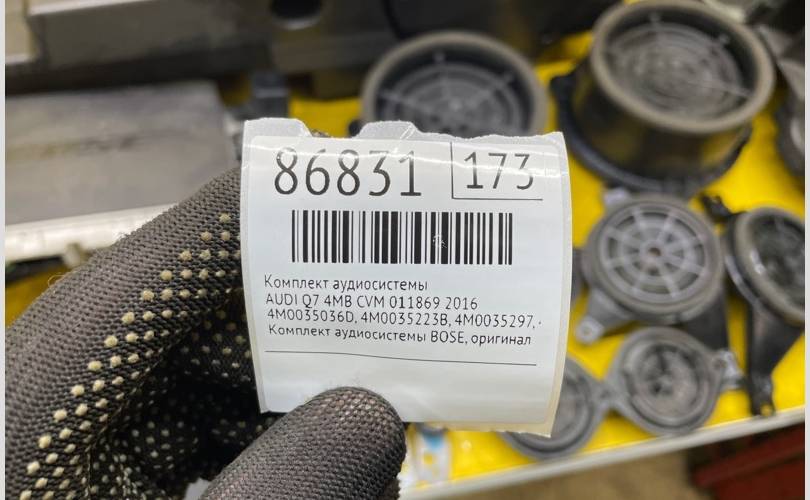 86831 173
Комплект аудиосистемы
AUDI Q7 4MB CVM 011869 2016
4M0035036D, 4M0035223B, 4M0035297, .
Комплект аудиосистемы BOSE, оригинал